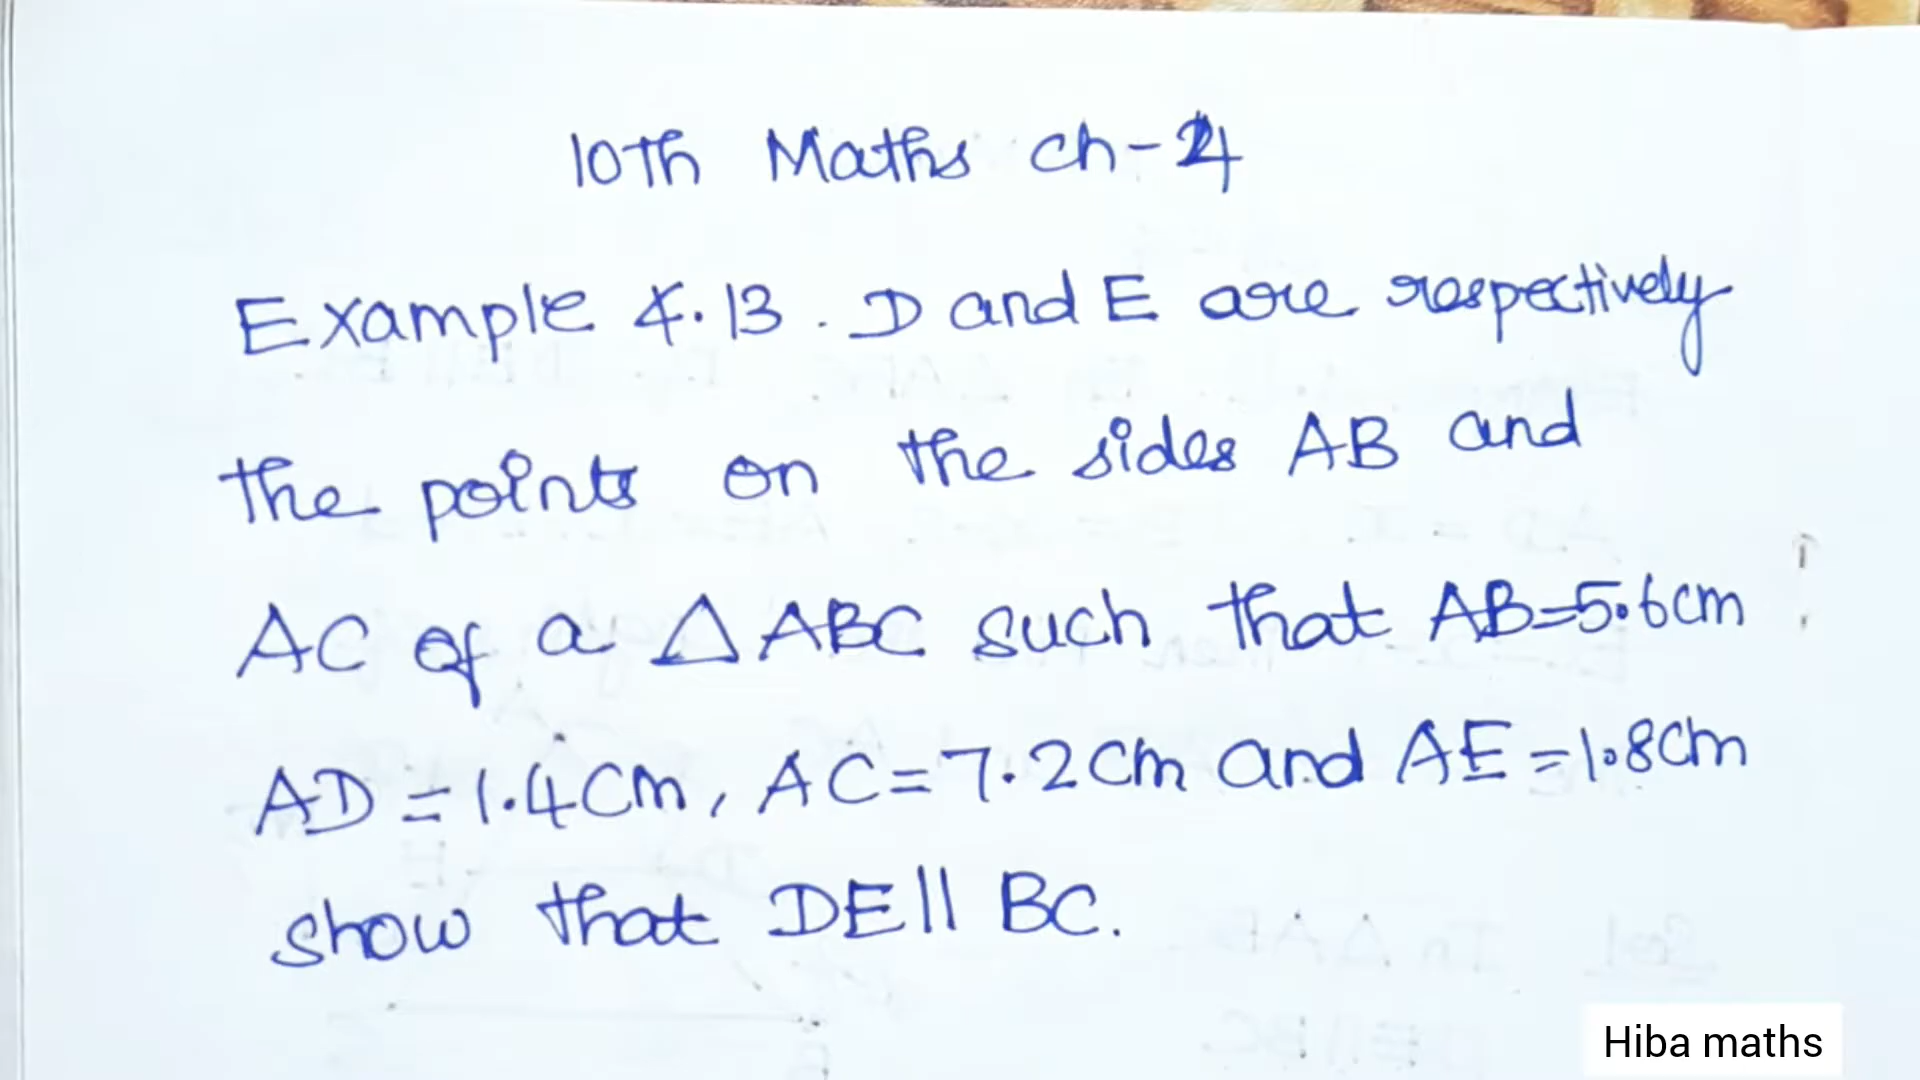 10th Maths ch-4
Example 4.13. D and E are respectively
the points on the sides AB and
AC of a △ABC such that AB=5.6cm
AD=1.4cm, AC=7.2cm and AE=1.8cm
show that DE|| BC.
Hiba maths